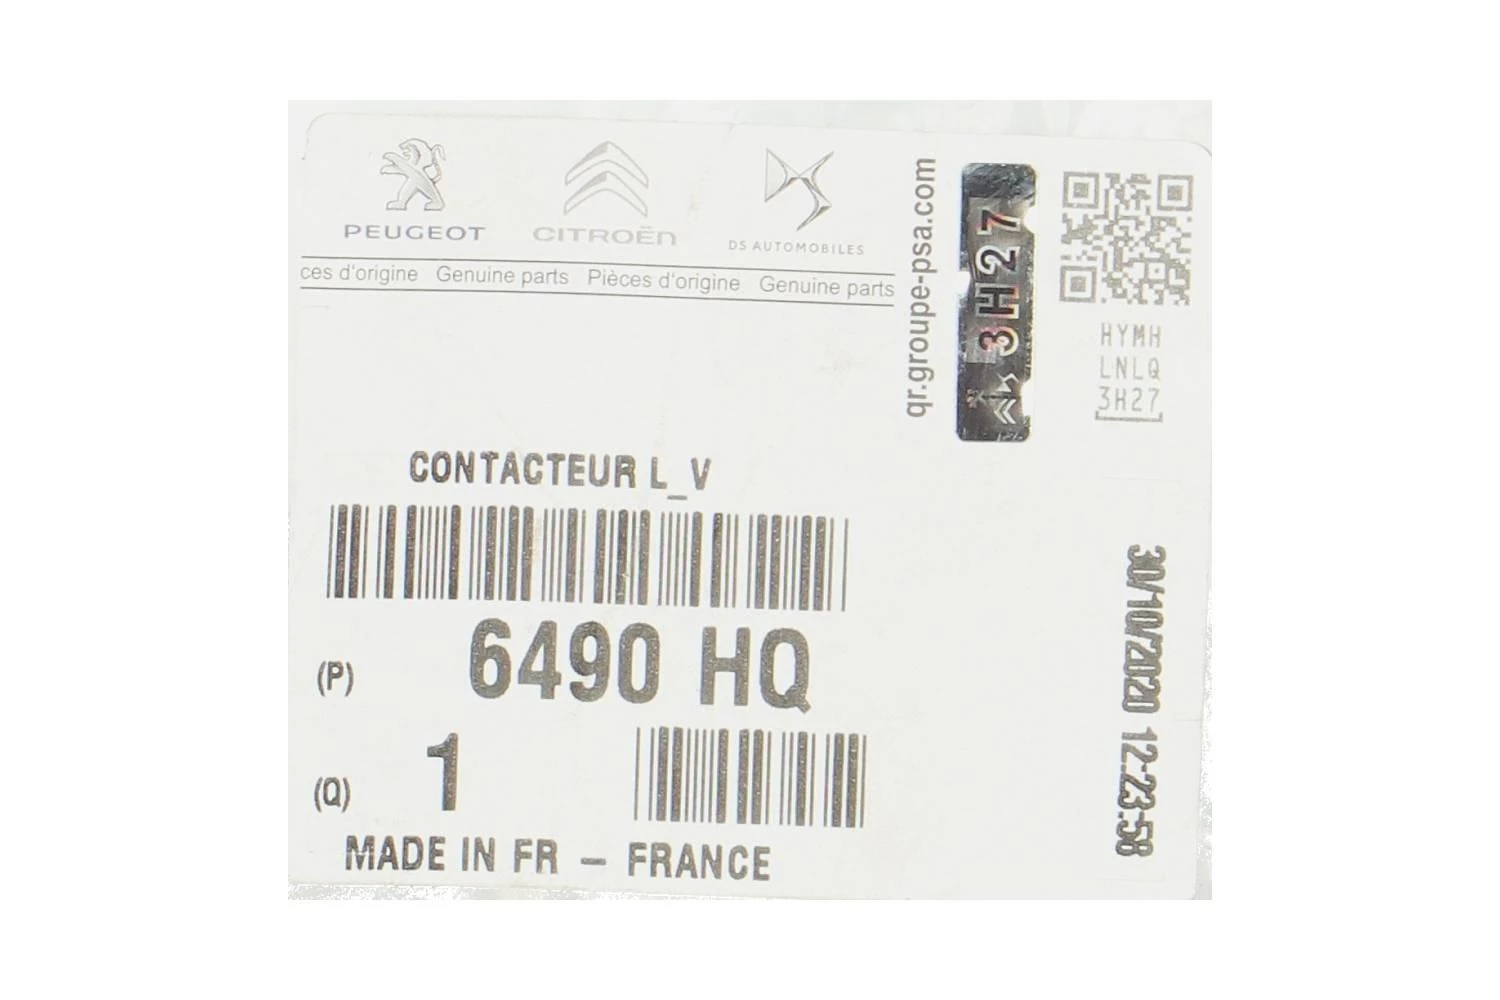 PEUGEOT
CITROËN
DS AUTOMOBILES
ces d'origine Genuine parts Pièces d'origine Genuine parts
qr.groupe-psa.com
3H27
HYMH
LNLQ
3H27
CONTACTEUR L_V
(P) 6490 HQ
(Q) 1
MADE IN FR – FRANCE
30/10/2020 12:23:58